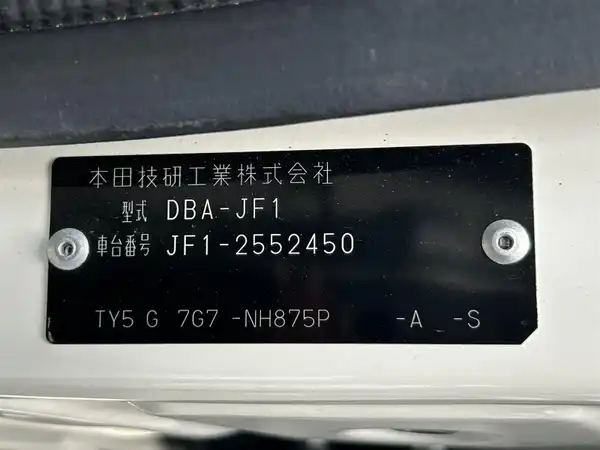 本田技研工業株式会社
型式 DBA-JF1
車台番号 JF1-2552450
TY5 G 7G7 -NH875P -A -S